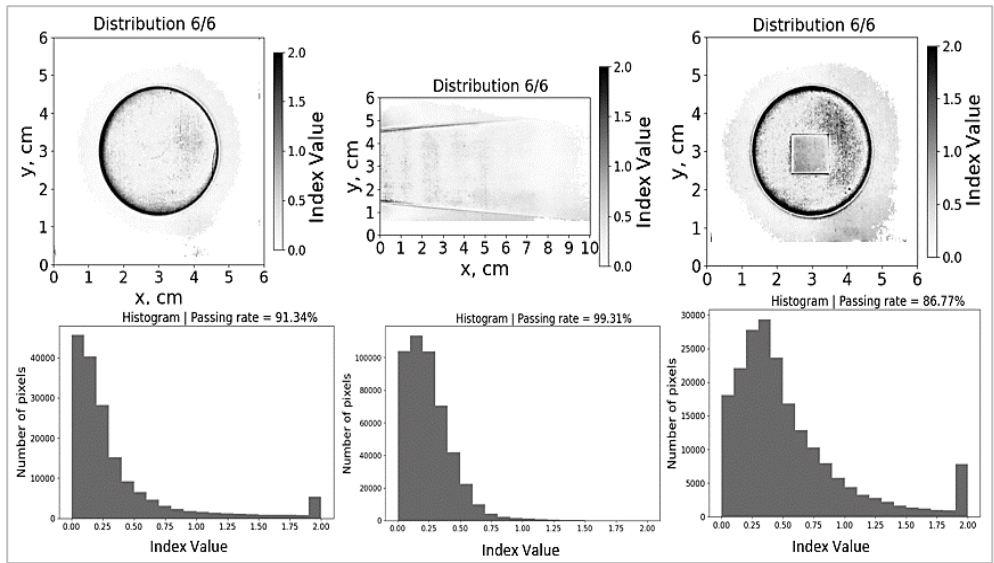 Distribution 6/6
6
5
4
3
2
1
0
y, cm
0 1 2 3 4 5 6
x, cm
2.0
1.5
1.0
0.5
0.0
Index Value
Distribution 6/6
6
5
4
3
2
1
0
y, cm
0 1 2 3 4 5 6 7 8 9 10
x, cm
2.0
1.5
1.0
0.5
0.0
Index Value
Distribution 6/6
6
5
4
3
2
1
0
y, cm
0 1 2 3 4 5 6
2.0
1.5
1.0
0.5
0.0
Index Value
Histogram | Passing rate = 91.34%
40000
30000
20000
10000
0
Number of pixels
0.00 0.25 0.50 0.75 1.00 1.25 1.50 1.75 2.00
Index Value
Histogram | Passing rate = 99.31%
100000
80000
60000
40000
20000
0
Number of pixels
0.00 0.25 0.50 0.75 1.00 1.25 1.50 1.75 2.00
Index Value
Histogram | Passing rate = 86.77%
30000
25000
20000
15000
10000
5000
0
Number of pixels
0.00 0.25 0.50 0.75 1.00 1.25 1.50 1.75 2.00
Index Value